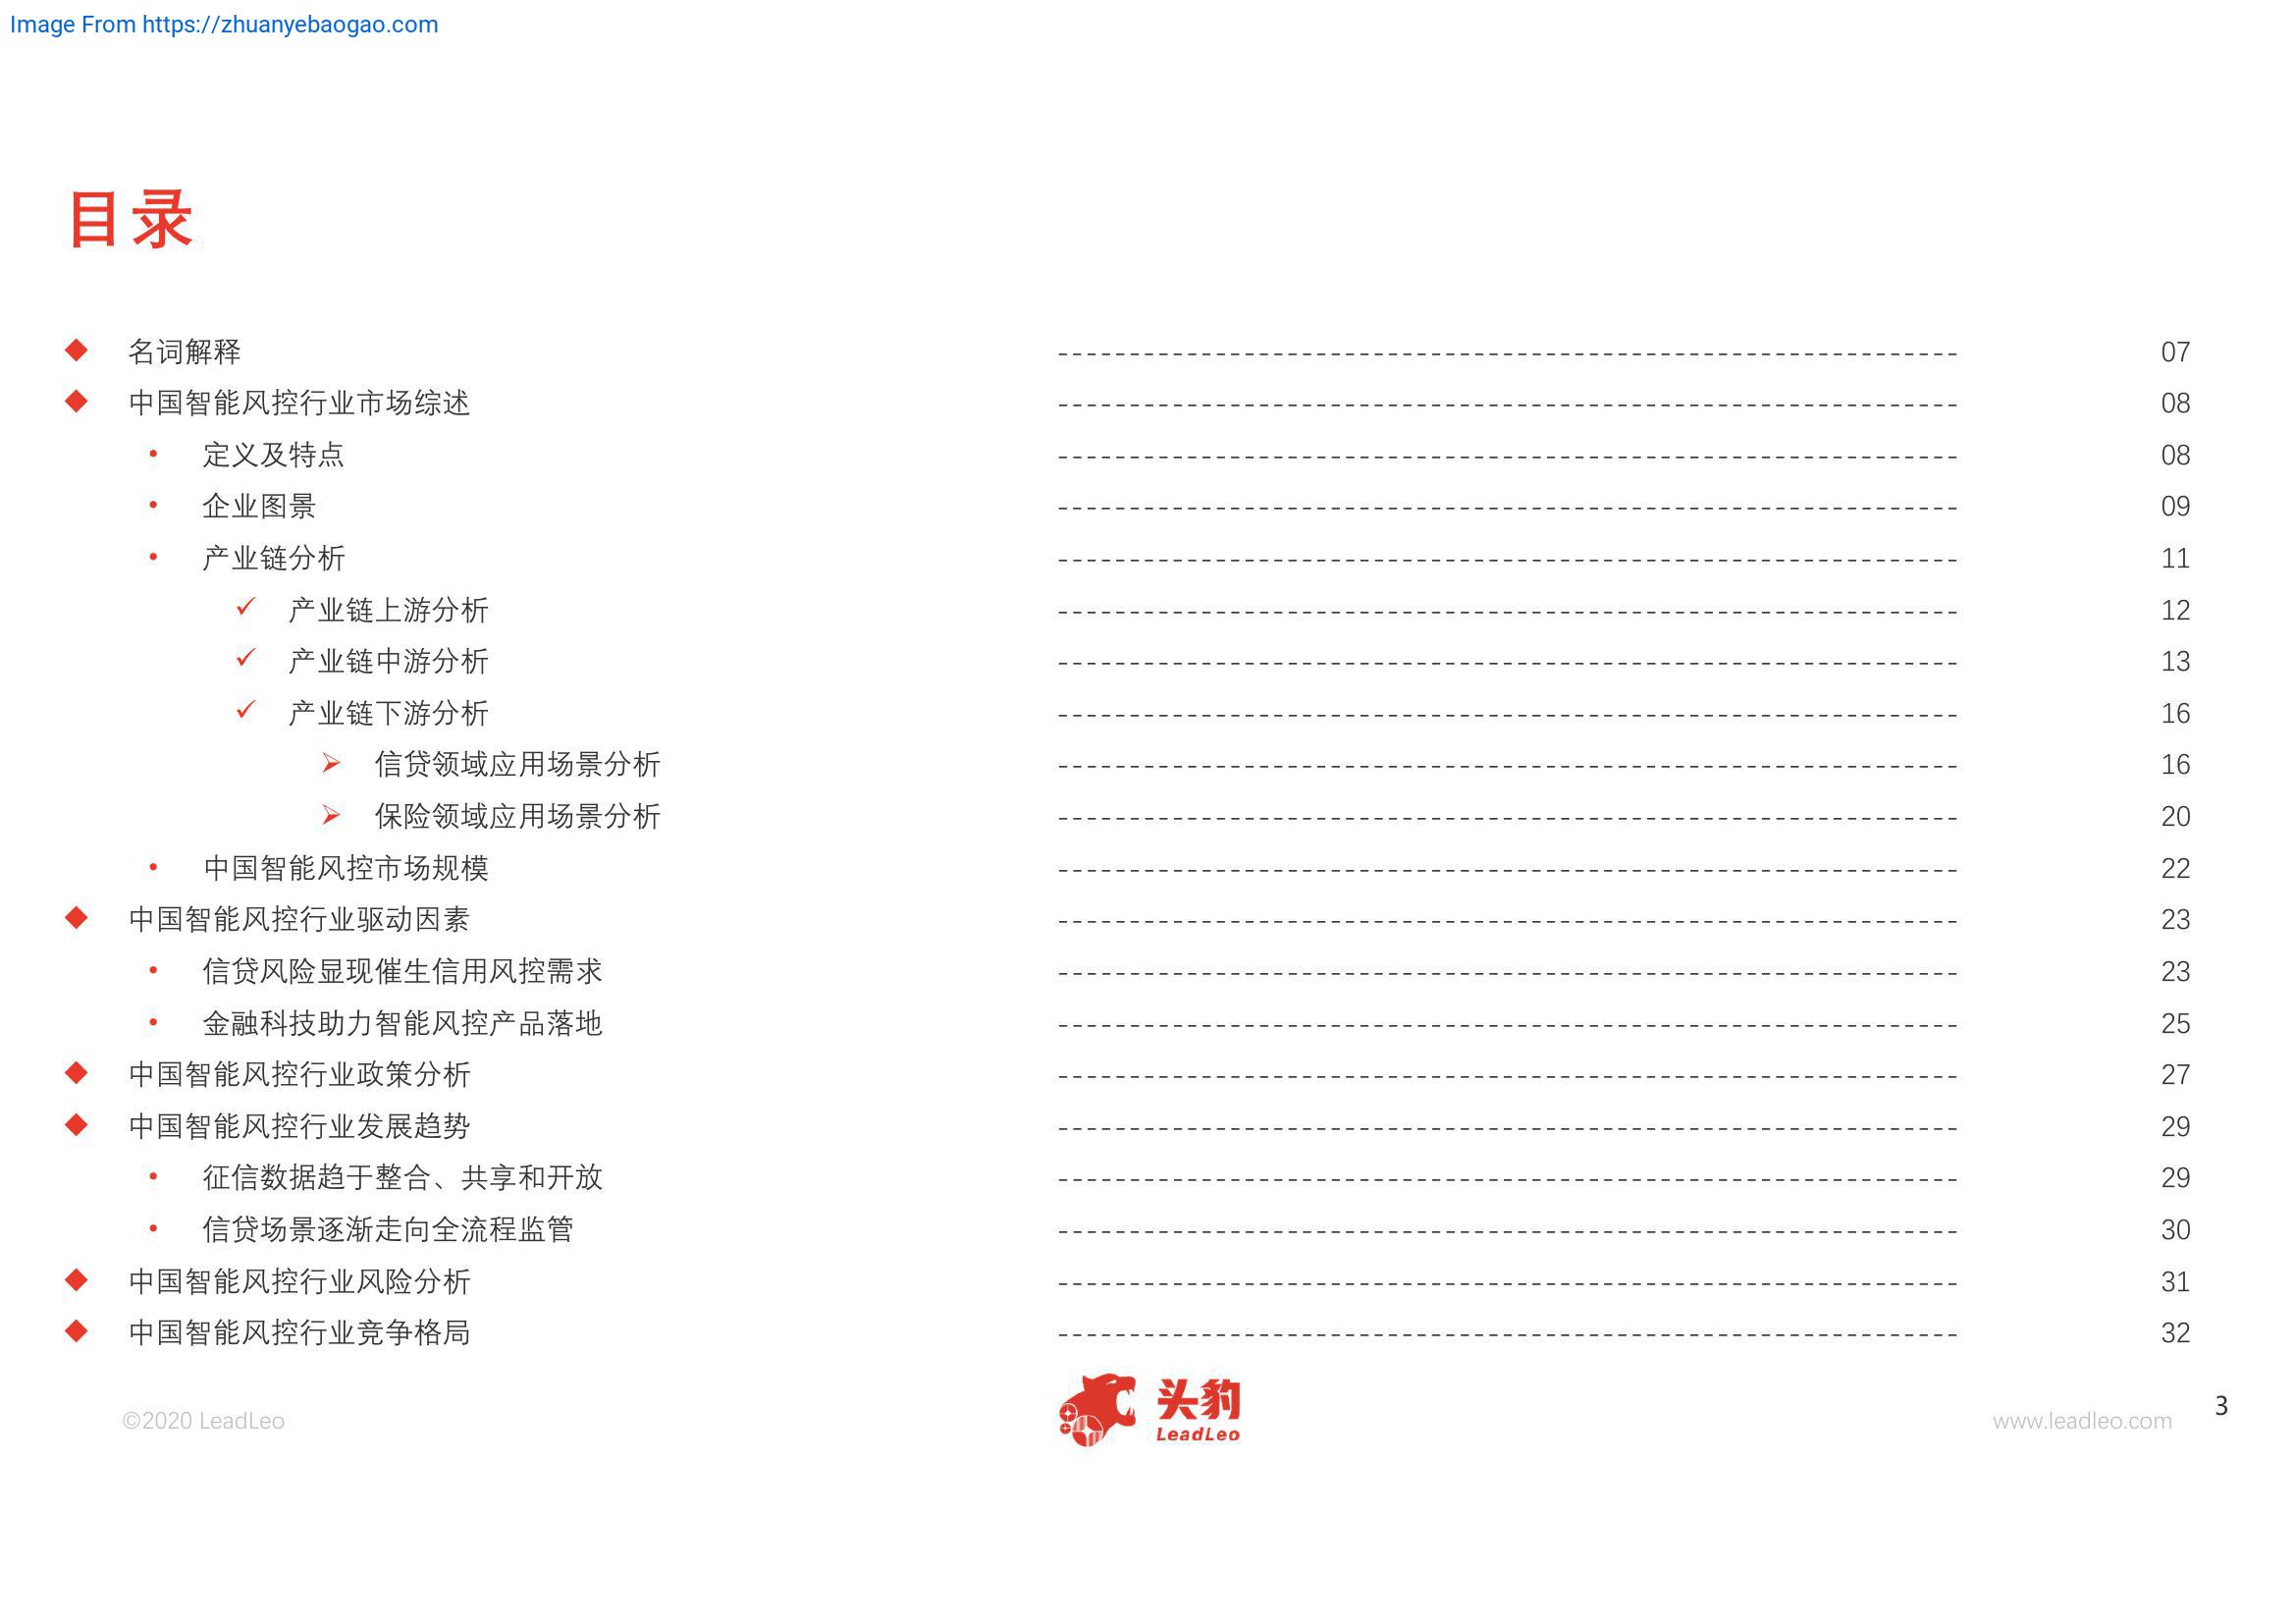 Image From https://zhuanyebaogao.com
目录
◆ 名词解释 ---------------------------------------------------------------- 07
◆ 中国智能风控行业市场综述 ---------------------------------------------------------------- 08
• 定义及特点 ---------------------------------------------------------------- 08
• 企业图景 ---------------------------------------------------------------- 09
• 产业链分析 ---------------------------------------------------------------- 11
✓ 产业链上游分析 ---------------------------------------------------------------- 12
✓ 产业链中游分析 ---------------------------------------------------------------- 13
✓ 产业链下游分析 ---------------------------------------------------------------- 16
➢ 信贷领域应用场景分析 ---------------------------------------------------------------- 16
➢ 保险领域应用场景分析 ---------------------------------------------------------------- 20
• 中国智能风控市场规模 ---------------------------------------------------------------- 22
◆ 中国智能风控行业驱动因素 ---------------------------------------------------------------- 23
• 信贷风险显现催生信用风控需求 ---------------------------------------------------------------- 23
• 金融科技助力智能风控产品落地 ---------------------------------------------------------------- 25
◆ 中国智能风控行业政策分析 ---------------------------------------------------------------- 27
◆ 中国智能风控行业发展趋势 ---------------------------------------------------------------- 29
• 征信数据趋于整合、共享和开放 ---------------------------------------------------------------- 29
• 信贷场景逐渐走向全流程监管 ---------------------------------------------------------------- 30
◆ 中国智能风控行业风险分析 ---------------------------------------------------------------- 31
◆ 中国智能风控行业竞争格局 ---------------------------------------------------------------- 32
©2020 LeadLeo
头豹
LeadLeo
www.leadleo.com
3